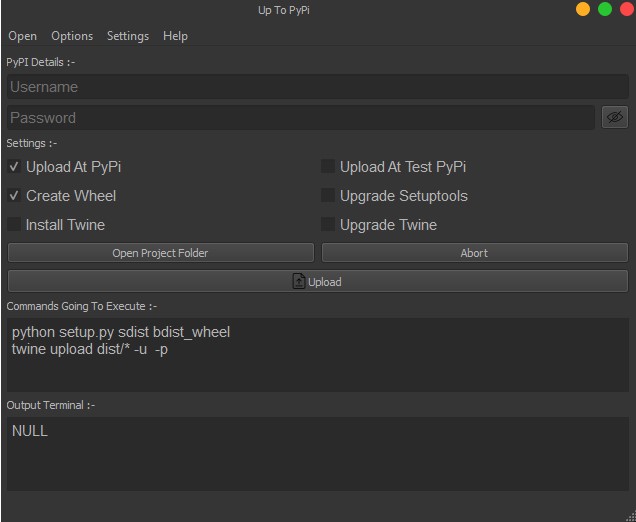 Up To PyPi
Open Options Settings Help
PyPI Details :-
Username
Password
Settings :-
Upload At PyPi Upload At Test PyPi
Create Wheel Upgrade Setuptools
Install Twine Upgrade Twine
Open Project Folder Abort
Upload
Commands Going To Execute :-
python setup.py sdist bdist_wheel
twine upload dist/* -u  -p
Output Terminal :-
NULL